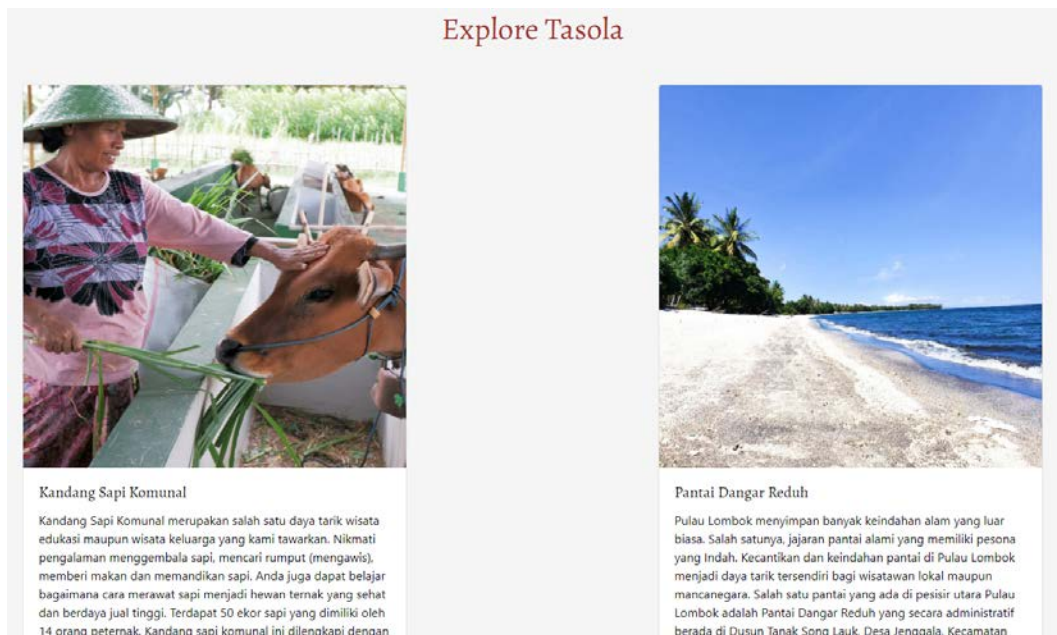 Explore Tasola
Kandang Sapi Komunal
Kandang Sapi Komunal merupakan salah satu daya tarik wisata
edukasi maupun wisata keluarga yang kami tawarkan. Nikmati
pengalaman menggembala sapi, mencari rumput (mengawis),
memberi makan dan memandikan sapi. Anda juga dapat belajar
bagaimana cara merawat sapi menjadi hewan ternak yang sehat
dan berdaya jual tinggi. Terdapat 50 ekor sapi yang dimiliki oleh
14 orang peternak. Kandang sapi komunal ini dilengkapi dengan
Pantai Dangar Reduh
Pulau Lombok menyimpan banyak keindahan alam yang luar
biasa. Salah satunya, jajaran pantai alami yang memiliki pesona
yang Indah. Kecantikan dan keindahan pantai di Pulau Lombok
menjadi daya tarik tersendiri bagi wisatawan lokal maupun
mancanegara. Salah satu pantai yang ada di pesisir utara Pulau
Lombok adalah Pantai Dangar Reduh yang secara administratif
berada di Dusun Tanak Song Lauk, Desa Jenggala, Kecamatan